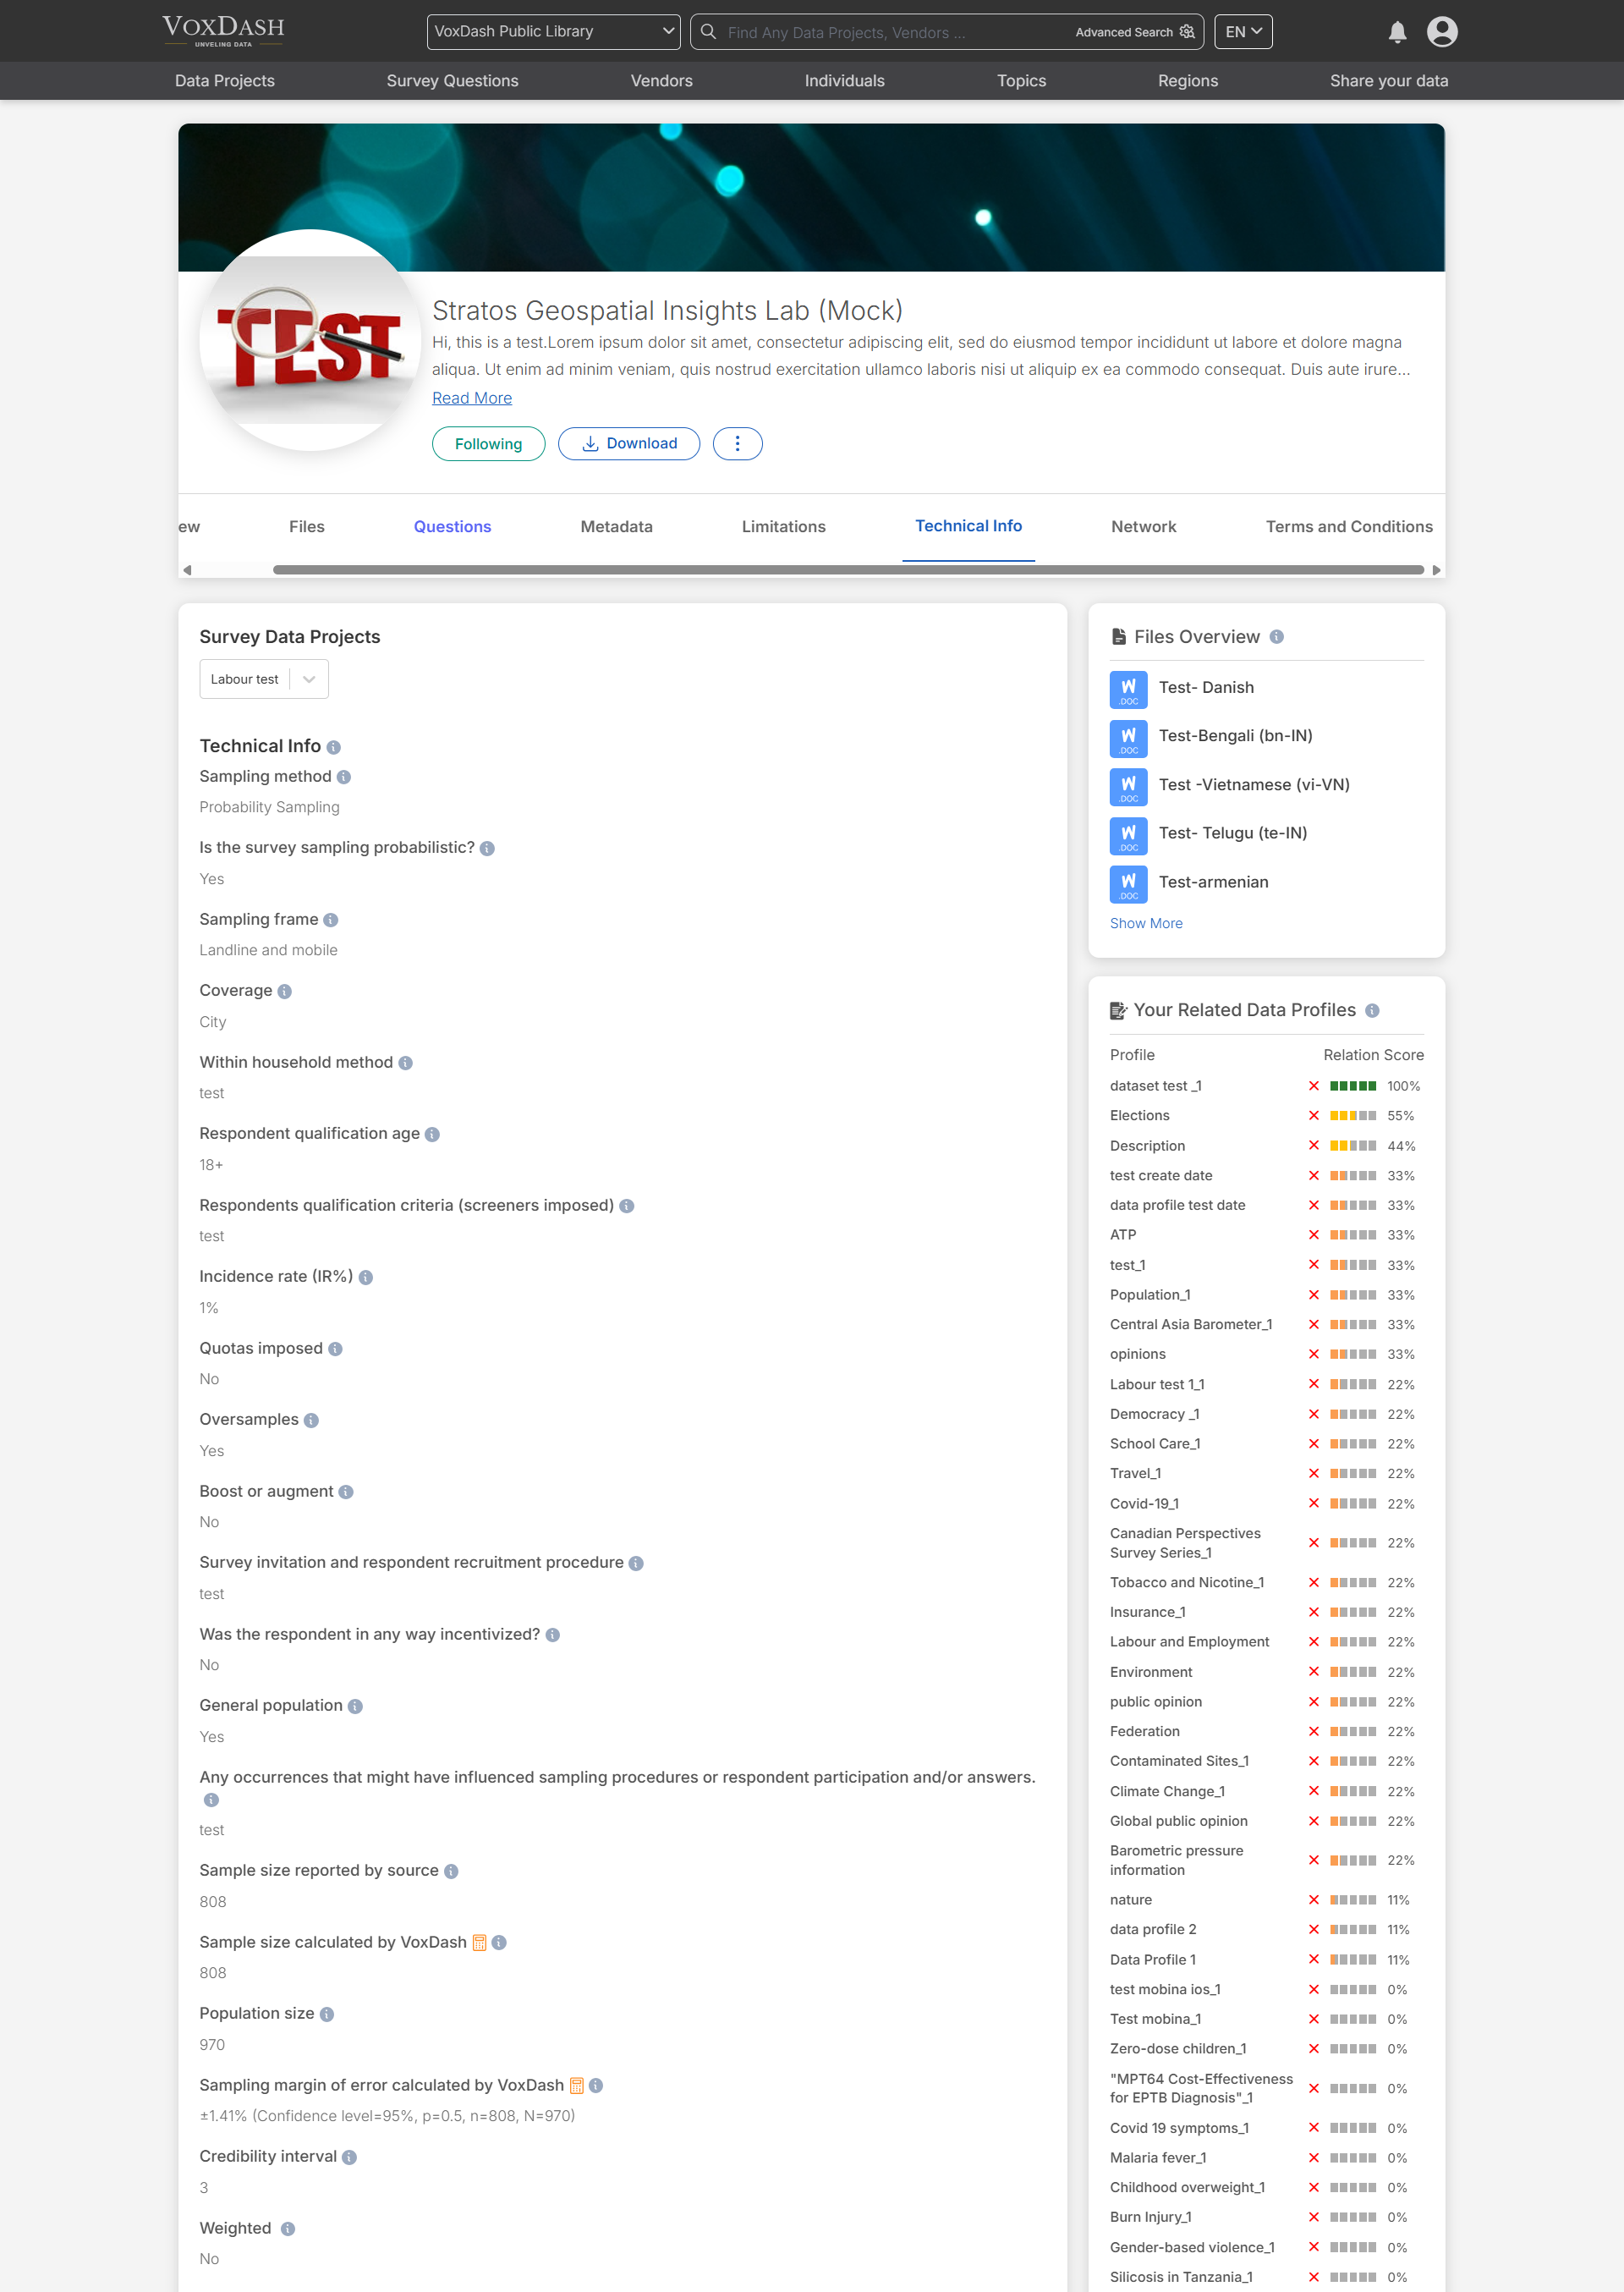 VOXDASH
UNVELING DATA
VoxDash Public Library
Find Any Data Projects, Vendors ...
Advanced Search
EN
Data Projects
Survey Questions
Vendors
Individuals
Topics
Regions
Share your data
TEST
Stratos Geospatial Insights Lab (Mock)
Hi, this is a test.Lorem ipsum dolor sit amet, consectetur adipiscing elit, sed do eiusmod tempor incididunt ut labore et dolore magna
aliqua. Ut enim ad minim veniam, quis nostrud exercitation ullamco laboris nisi ut aliquip ex ea commodo consequat. Duis aute irure...
Read More
Following
Download
ew
Files
Questions
Metadata
Limitations
Technical Info
Network
Terms and Conditions
Survey Data Projects
Labour test
Technical Info
Sampling method
Probability Sampling
Is the survey sampling probabilistic?
Yes
Sampling frame
Landline and mobile
Coverage
City
Within household method
test
Respondent qualification age
18+
Respondents qualification criteria (screeners imposed)
test
Incidence rate (IR%)
1%
Quotas imposed
No
Oversamples
Yes
Boost or augment
No
Survey invitation and respondent recruitment procedure
test
Was the respondent in any way incentivized?
No
General population
Yes
Any occurrences that might have influenced sampling procedures or respondent participation and/or answers.
test
Sample size reported by source
808
Sample size calculated by VoxDash
808
Population size
970
Sampling margin of error calculated by VoxDash
±1.41% (Confidence level=95%, p=0.5, n=808, N=970)
Credibility interval
3
Weighted
No
Files Overview
W .DOC Test- Danish
W .DOC Test-Bengali (bn-IN)
W .DOC Test -Vietnamese (vi-VN)
W .DOC Test- Telugu (te-IN)
W .DOC Test-armenian
Show More
Your Related Data Profiles
Profile Relation Score
dataset test _1 100%
Elections 55%
Description 44%
test create date 33%
data profile test date 33%
ATP 33%
test_1 33%
Population_1 33%
Central Asia Barometer_1 33%
opinions 33%
Labour test 1_1 22%
Democracy _1 22%
School Care_1 22%
Travel_1 22%
Covid-19_1 22%
Canadian Perspectives
Survey Series_1 22%
Tobacco and Nicotine_1 22%
Insurance_1 22%
Labour and Employment 22%
Environment 22%
public opinion 22%
Federation 22%
Contaminated Sites_1 22%
Climate Change_1 22%
Global public opinion 22%
Barometric pressure
information 22%
nature 11%
data profile 2 11%
Data Profile 1 11%
test mobina ios_1 0%
Test mobina_1 0%
Zero-dose children_1 0%
"MPT64 Cost-Effectiveness
for EPTB Diagnosis"_1 0%
Covid 19 symptoms_1 0%
Malaria fever_1 0%
Childhood overweight_1 0%
Burn Injury_1 0%
Gender-based violence_1 0%
Silicosis in Tanzania_1 0%